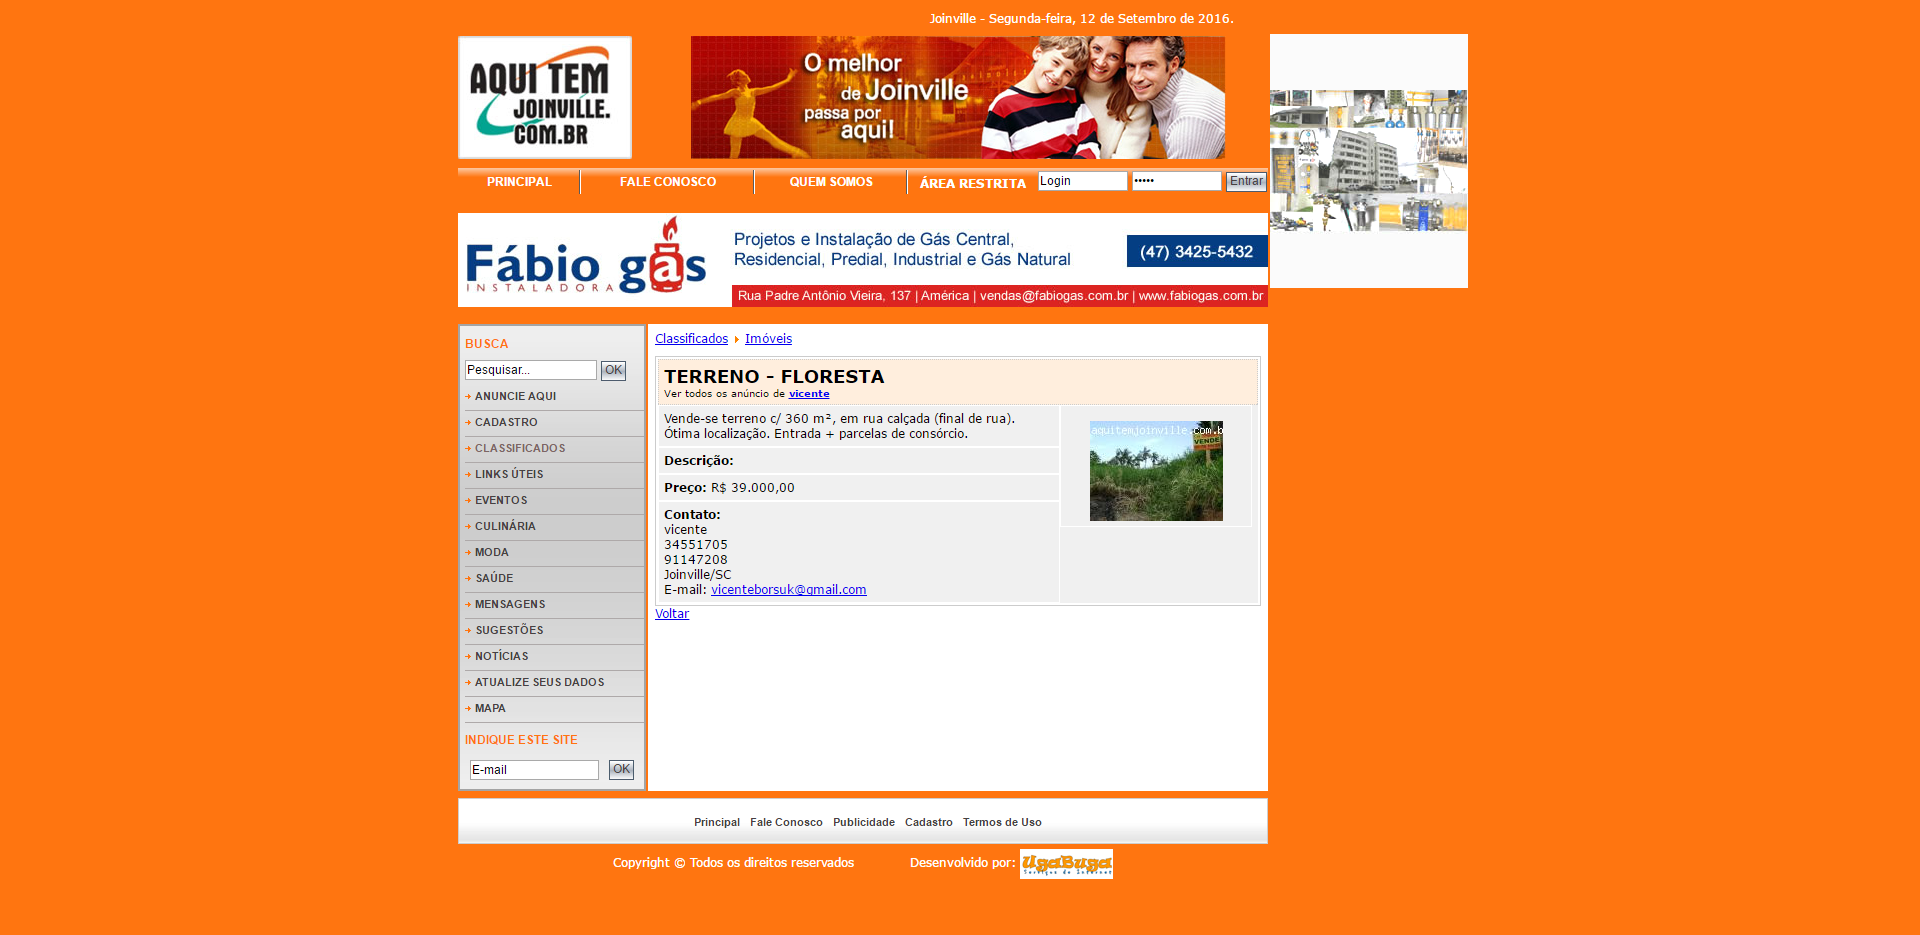 Joinville - Segunda-feira, 12 de Setembro de 2016.
AQUI TEM
JOINVILLE.
COM.BR
O melhor
de Joinville
passa por
aqui!
PRINCIPAL
FALE CONOSCO
QUEM SOMOS
ÁREA RESTRITA
Login
•••••
Entrar
Fábio gás
INSTALADORA
Projetos e Instalação de Gás Central,
Residencial, Predial, Industrial e Gás Natural
(47) 3425-5432
Rua Padre Antônio Vieira, 137 | América | vendas@fabiogas.com.br | www.fabiogas.com.br
BUSCA
Pesquisar...
OK
ANUNCIE AQUI
CADASTRO
CLASSIFICADOS
LINKS ÚTEIS
EVENTOS
CULINÁRIA
MODA
SAÚDE
MENSAGENS
SUGESTÕES
NOTÍCIAS
ATUALIZE SEUS DADOS
MAPA
INDIQUE ESTE SITE
E-mail
OK
Classificados Imóveis
TERRENO - FLORESTA
Ver todos os anúncio de vicente
Vende-se terreno c/ 360 m², em rua calçada (final de rua).
Ótima localização. Entrada + parcelas de consórcio.
Descrição:
Preço: R$ 39.000,00
Contato:
vicente
34551705
91147208
Joinville/SC
E-mail: vicenteborsuk@gmail.com
aquitemjoinville.com.b
VENDE
Voltar
Principal Fale Conosco Publicidade Cadastro Termos de Uso
Copyright © Todos os direitos reservados
Desenvolvido por:
UgaBuga
Serviços de Internet